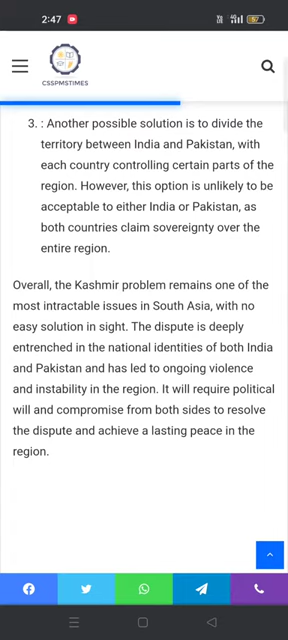 2:47
57
CSSPMSTIMES
3. : Another possible solution is to divide the
territory between India and Pakistan, with
each country controlling certain parts of the
region. However, this option is unlikely to be
acceptable to either India or Pakistan, as
both countries claim sovereignty over the
entire region.
Overall, the Kashmir problem remains one of the
most intractable issues in South Asia, with no
easy solution in sight. The dispute is deeply
entrenched in the national identities of both India
and Pakistan and has led to ongoing violence
and instability in the region. It will require political
will and compromise from both sides to resolve
the dispute and achieve a lasting peace in the
region.